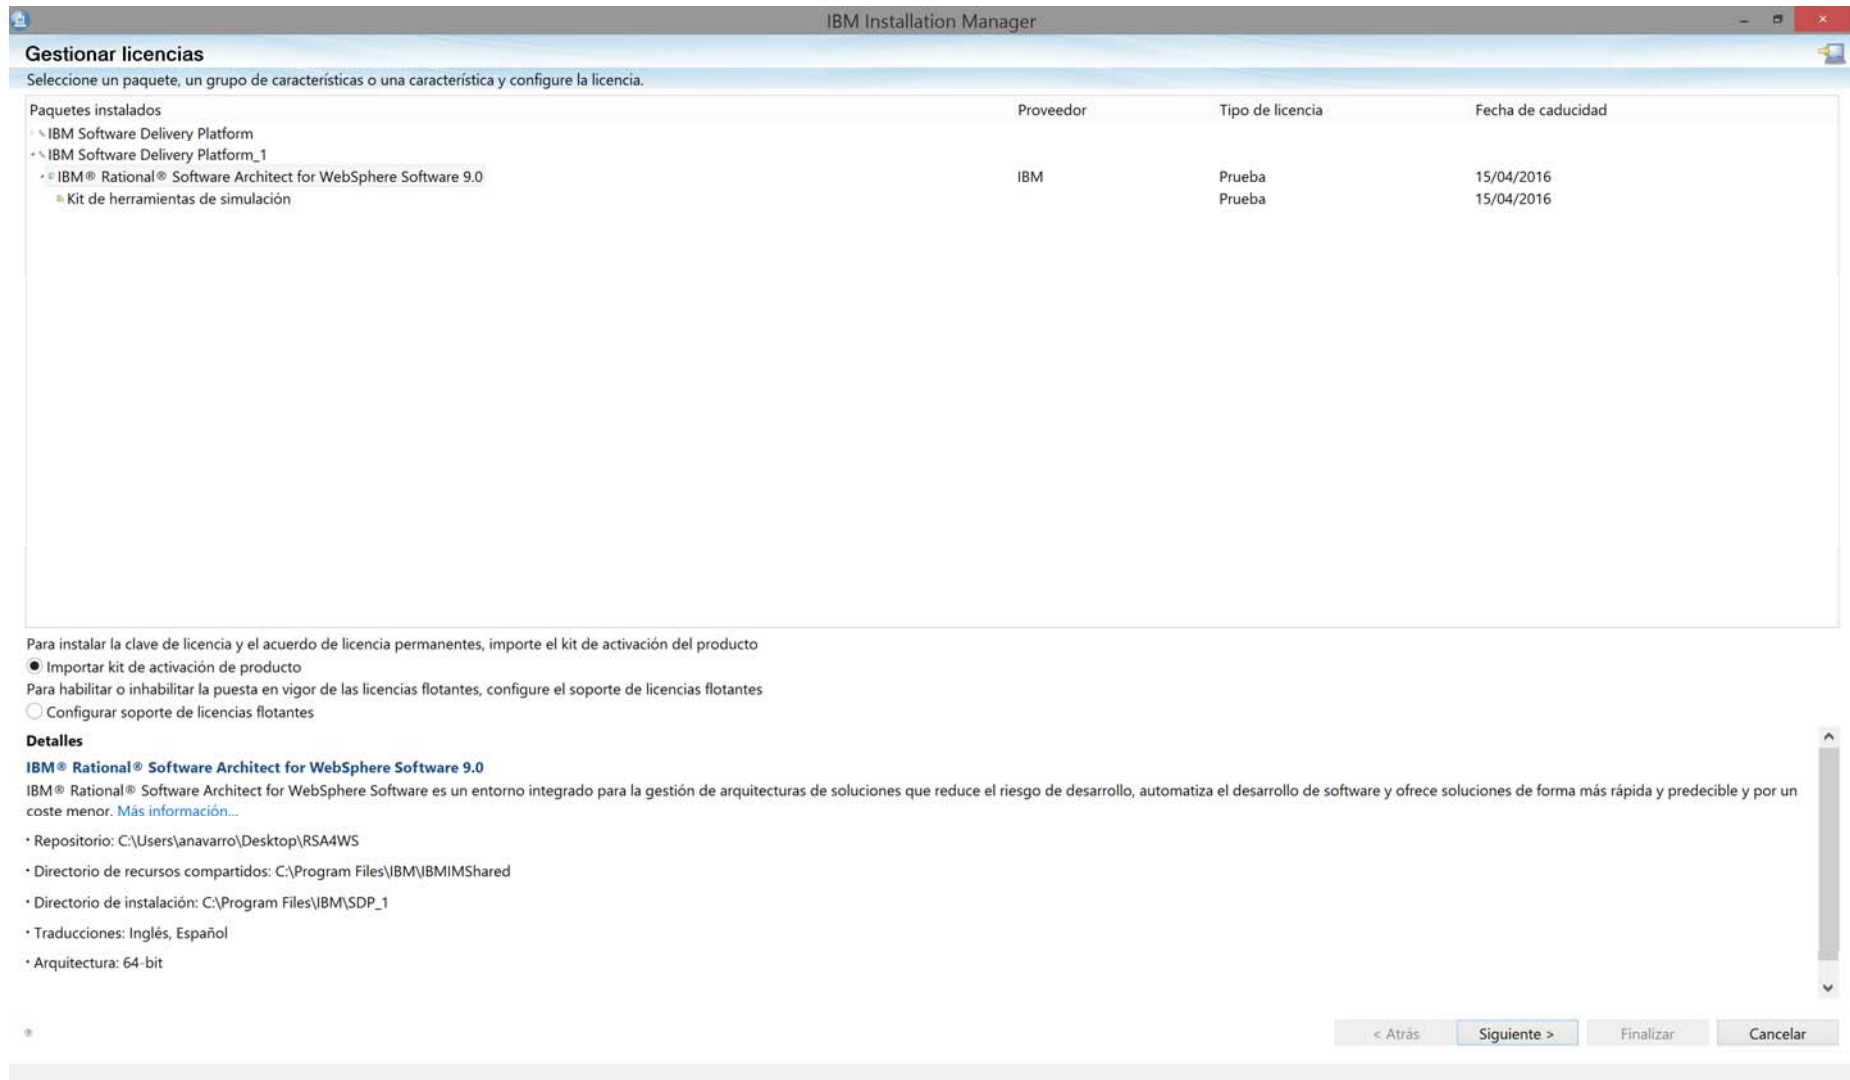 IBM Installation Manager
Gestionar licencias
Seleccione un paquete, un grupo de características o una característica y configure la licencia.
Paquetes instalados Proveedor Tipo de licencia Fecha de caducidad
IBM Software Delivery Platform
IBM Software Delivery Platform_1
IBM® Rational® Software Architect for WebSphere Software 9.0 IBM Prueba 15/04/2016
Kit de herramientas de simulación Prueba 15/04/2016
Para instalar la clave de licencia y el acuerdo de licencia permanentes, importe el kit de activación del producto
Importar kit de activación de producto
Para habilitar o inhabilitar la puesta en vigor de las licencias flotantes, configure el soporte de licencias flotantes
Configurar soporte de licencias flotantes
Detalles
IBM® Rational® Software Architect for WebSphere Software 9.0
IBM® Rational® Software Architect for WebSphere Software es un entorno integrado para la gestión de arquitecturas de soluciones que reduce el riesgo de desarrollo, automatiza el desarrollo de software y ofrece soluciones de forma más rápida y predecible y por un
coste menor. Más información...
• Repositorio: C:\Users\anavarro\Desktop\RSA4WS
• Directorio de recursos compartidos: C:\Program Files\IBM\IBMIMShared
• Directorio de instalación: C:\Program Files\IBM\SDP_1
• Traducciones: Inglés, Español
• Arquitectura: 64-bit
< Atrás Siguiente > Finalizar Cancelar